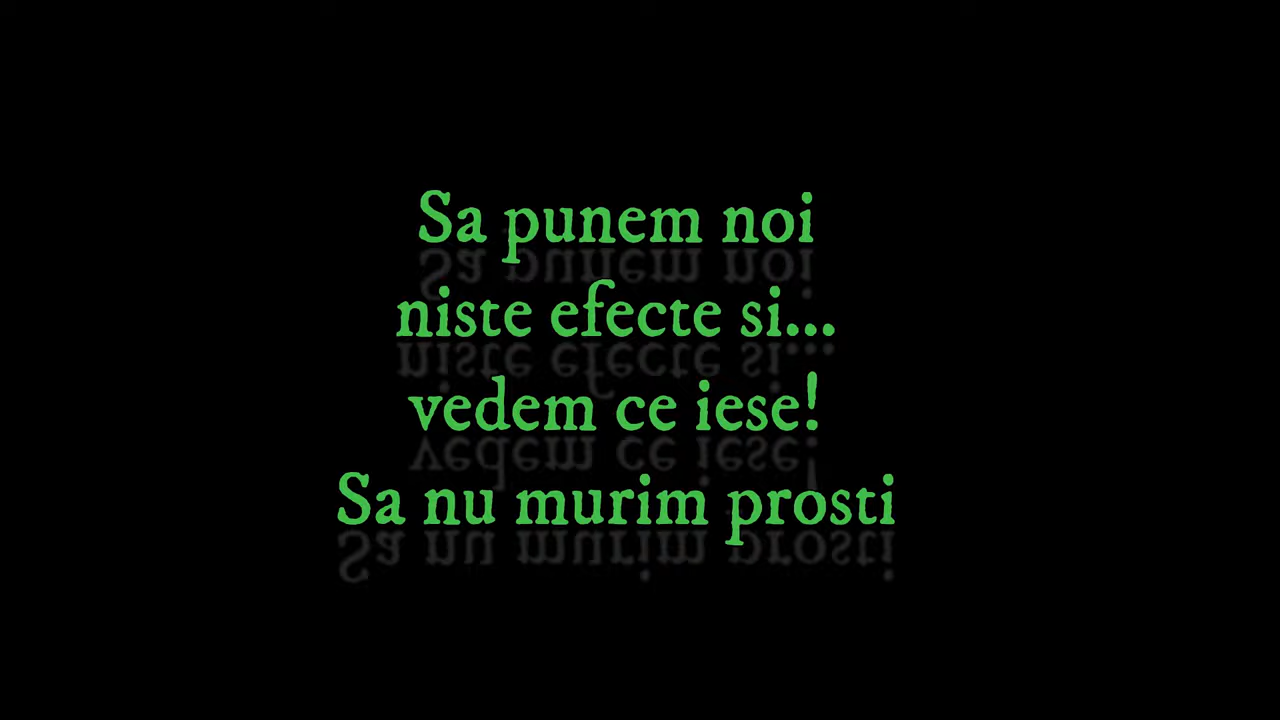 Sa punem noi
niste efecte si...
vedem ce iese!
Sa nu murim prosti